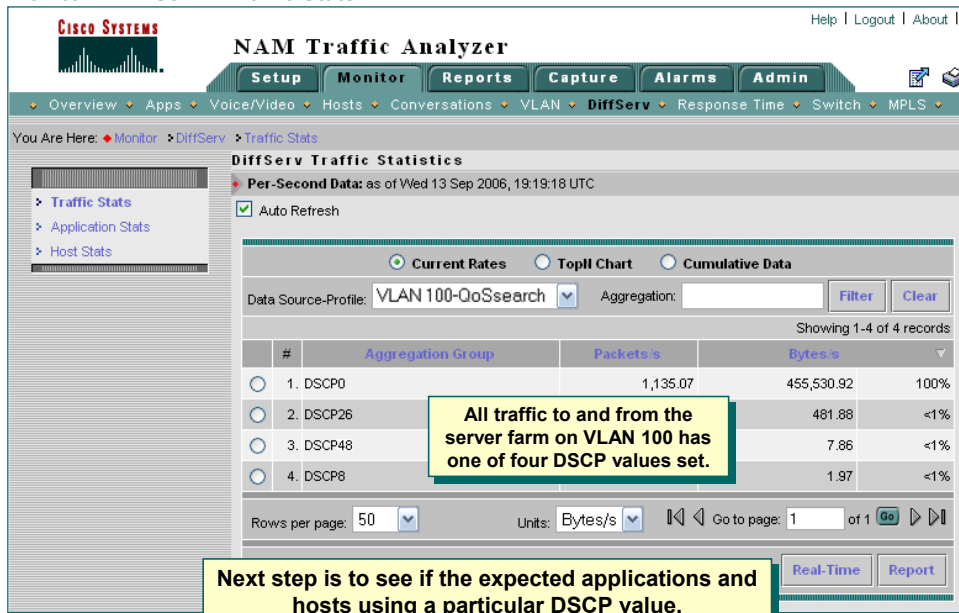 CISCO SYSTEMS
Help | Logout | About |
NAM Traffic Analyzer
Setup Monitor Reports Capture Alarms Admin
Overview Apps Voice/Video Hosts Conversations VLAN DiffServ Response Time Switch MPLS
You Are Here: Monitor DiffServ Traffic Stats
DiffServ Traffic Statistics
Per-Second Data: as of Wed 13 Sep 2006, 19:19:18 UTC
Traffic Stats
Application Stats
Host Stats
Auto Refresh
Current Rates TopN Chart Cumulative Data
Data Source-Profile: VLAN 100-QoSsearch Aggregation: Filter Clear
Showing 1-4 of 4 records
# Aggregation Group Packets/s Bytes/s
1. DSCP0 1,135.07 455,530.92 100%
2. DSCP26 481.88 <1%
3. DSCP48 7.86 <1%
4. DSCP8 1.97 <1%
All traffic to and from the
server farm on VLAN 100 has
one of four DSCP values set.
Rows per page: 50 Units: Bytes/s Go to page: 1 of 1 Go
Real-Time Report
Next step is to see if the expected applications and
hosts using a particular DSCP value.